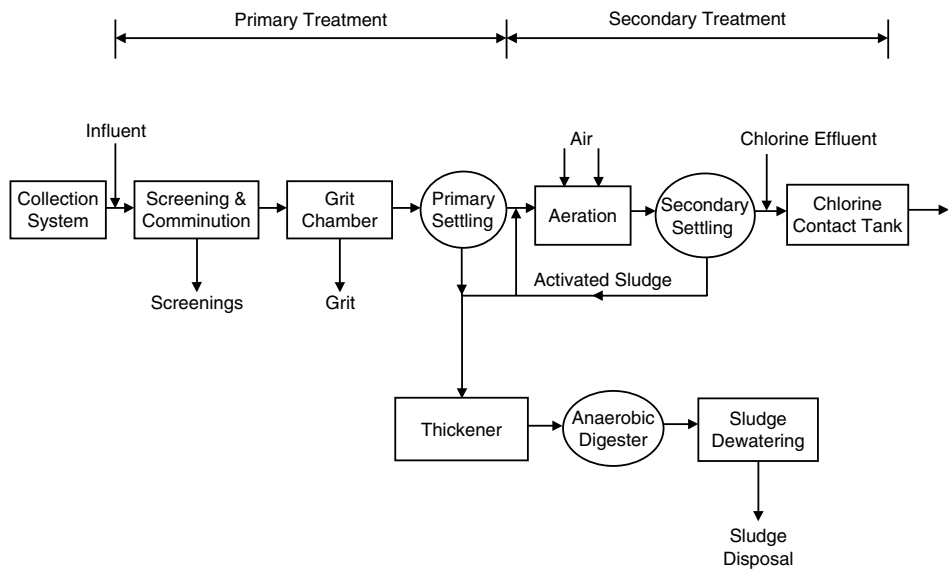 Primary Treatment
Secondary Treatment
Influent
Air
Chlorine Effluent
Collection
System
Screening &
Comminution
Grit
Chamber
Primary
Settling
Aeration
Secondary
Settling
Chlorine
Contact Tank
Screenings
Grit
Activated Sludge
Thickener
Anaerobic
Digester
Sludge
Dewatering
Sludge
Disposal